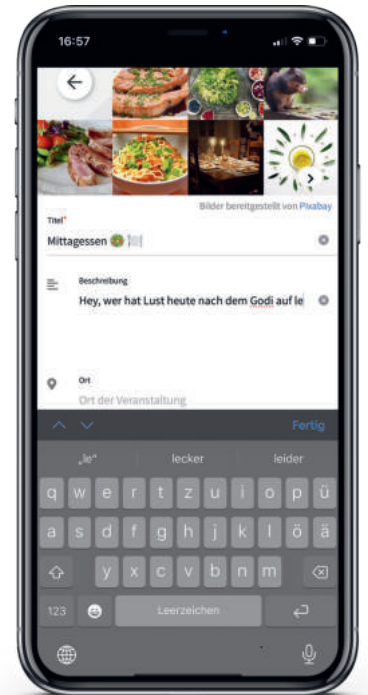 16:57
Bilder bereitgestellt von Pixabay
Titel*
Mittagessen
Beschreibung
Hey, wer hat Lust heute nach dem Godi auf le
Ort
Ort der Veranstaltung
Fertig
„le“ lecker leider
q w e r t z u i o p ü
a s d f g h j k l ö ä
y x c v b n m
123 Leerzeichen